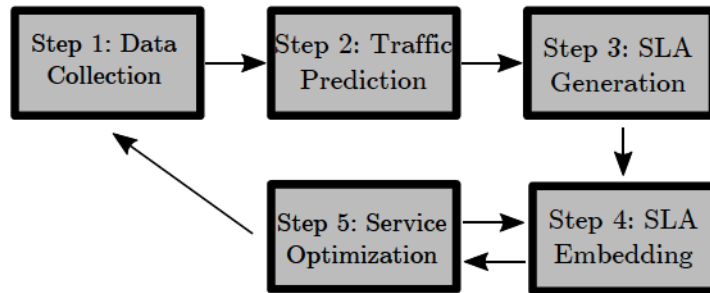 Step 1: Data
Collection
Step 2: Traffic
Prediction
Step 3: SLA
Generation
Step 4: SLA
Embedding
Step 5: Service
Optimization